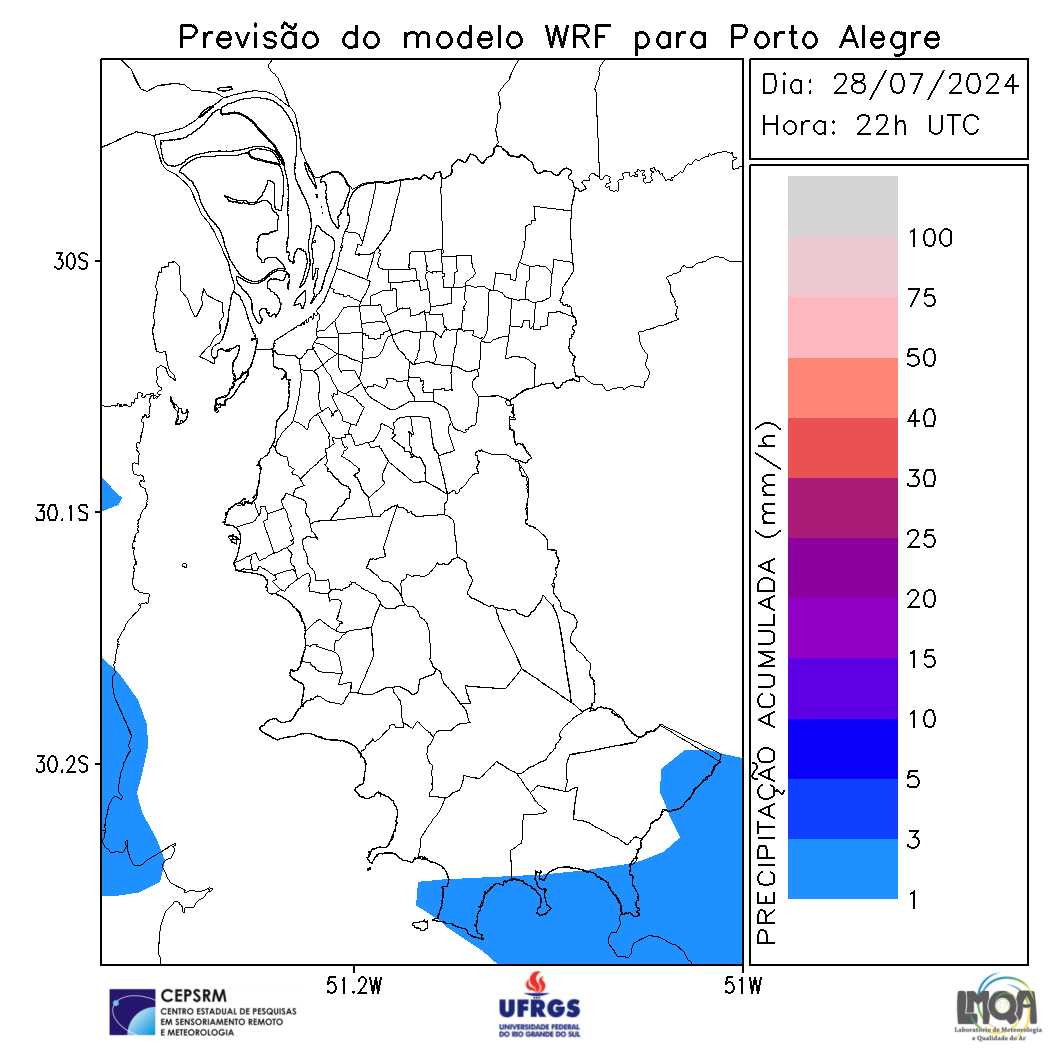 Previsão do modelo WRF para Porto Alegre
Dia: 28/07/2024
Hora: 22h UTC
30S
30.1S
30.2S
51.2W
51W
PRECIPITAÇÃO ACUMULADA (mm/h)
100
75
50
40
30
25
20
15
10
5
3
1
CEPSRM
CENTRO ESTADUAL DE PESQUISAS
EM SENSORIAMENTO REMOTO
E METEOROLOGIA
UFRGS
UNIVERSIDADE FEDERAL
DO RIO GRANDE DO SUL
LMQA
Laboratório de Meteorologia
e Qualidade do Ar